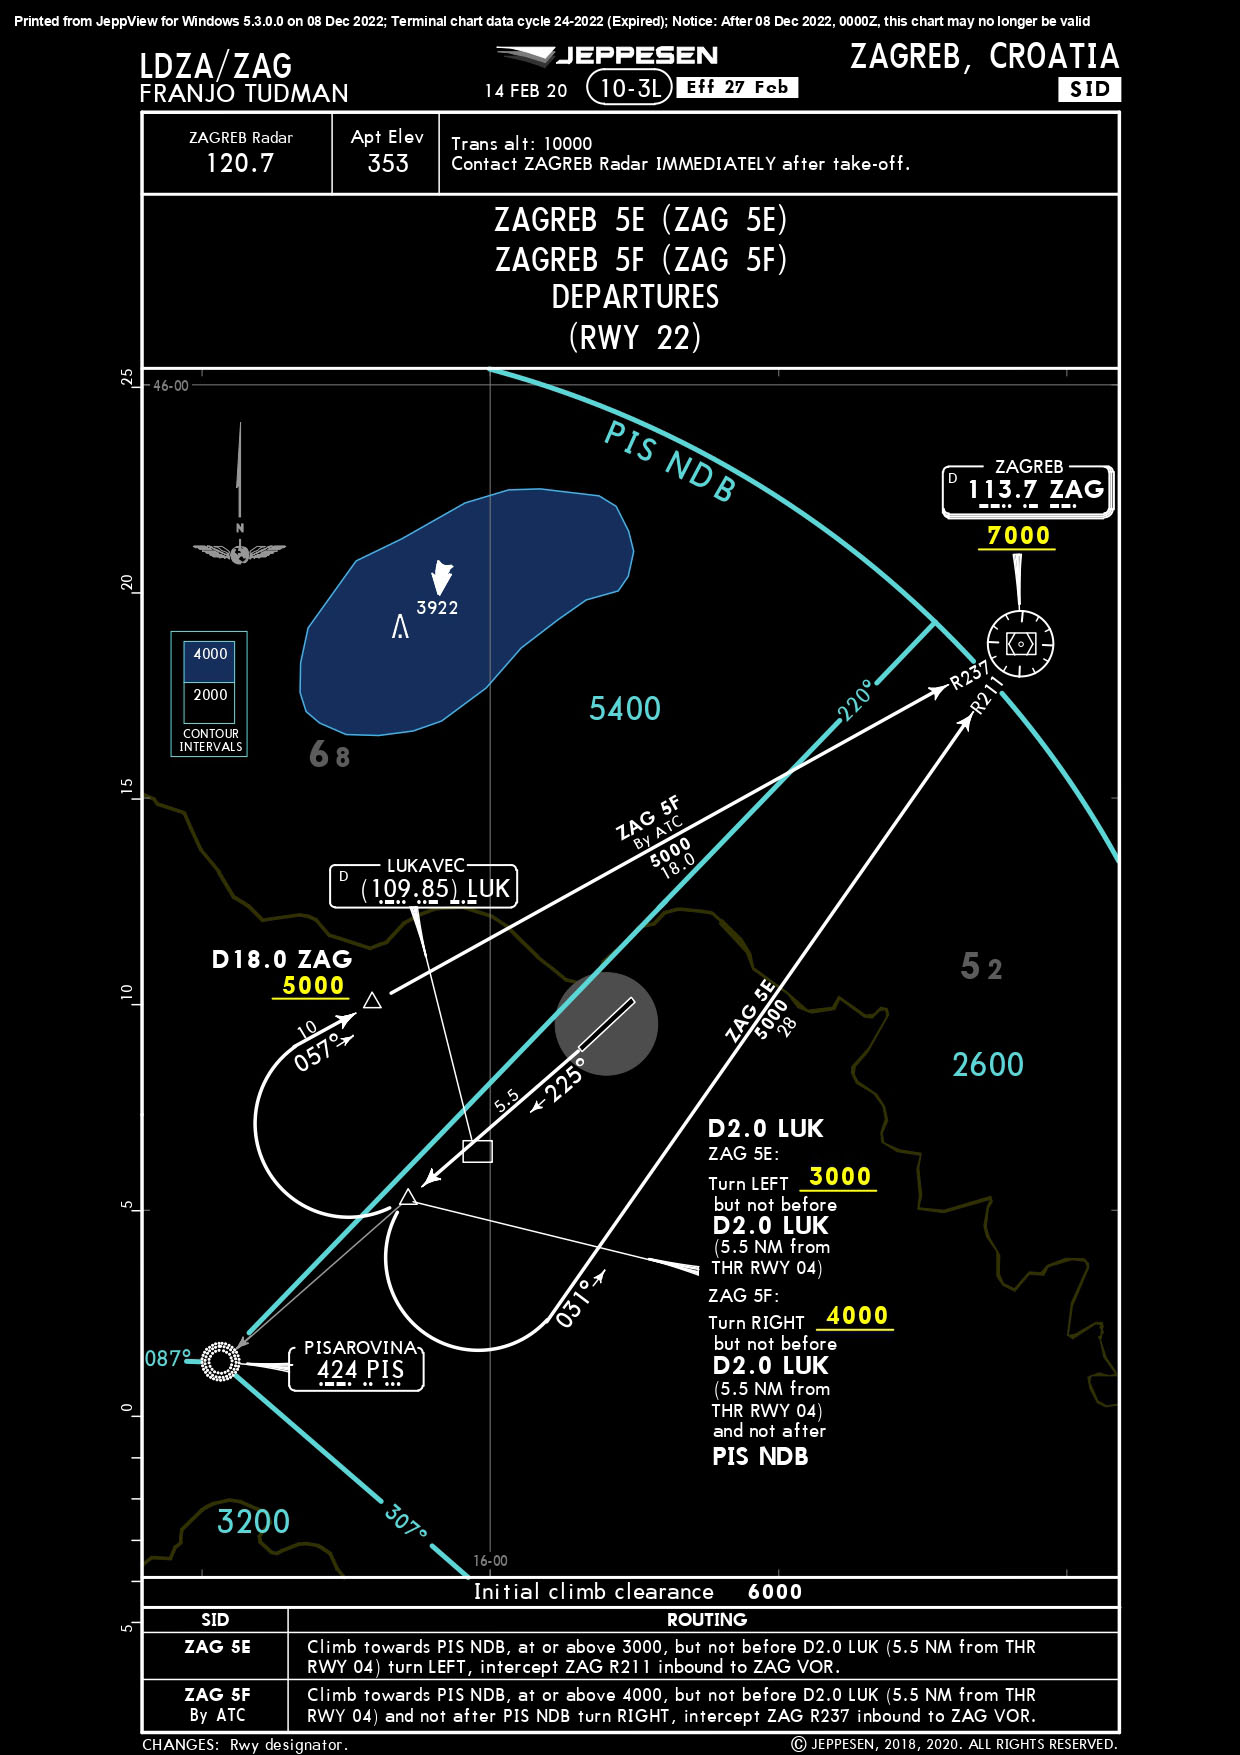 Printed from JeppView for Windows 5.3.0.0 on 08 Dec 2022; Terminal chart data cycle 24-2022 (Expired); Notice: After 08 Dec 2022, 0000Z, this chart may no longer be valid
LDZA/ZAG
FRANJO TUDMAN
JEPPESEN
14 FEB 20
10-3L
Eff 27 Feb
ZAGREB, CROATIA
SID
ZAGREB Radar
120.7
Apt Elev
353
Trans alt: 10000
Contact ZAGREB Radar IMMEDIATELY after take-off.
ZAGREB 5E (ZAG 5E)
ZAGREB 5F (ZAG 5F)
DEPARTURES
(RWY 22)
25
46-00
PIS NDB
N
ZAGREB
D 113.7 ZAG
7000
20
3922
4000
2000
CONTOUR
INTERVALS
5400
220°
R237
R211
68
15
ZAG 5F
By ATC
5000
18.0
LUKAVEC
D (109.85) LUK
D18.0 ZAG
5000
52
10
10
057°
ZAG 5E
5000
28
2600
5.5
225°
D2.0 LUK
ZAG 5E:
Turn LEFT 3000
but not before
D2.0 LUK
(5.5 NM from
THR RWY 04)
ZAG 5F:
Turn RIGHT 4000
but not before
D2.0 LUK
(5.5 NM from
THR RWY 04)
and not after
PIS NDB
5
031°
087°
PISAROVINA
424 PIS
0
3200
307°
16-00
5
Initial climb clearance 6000
SID
ROUTING
ZAG 5E
Climb towards PIS NDB, at or above 3000, but not before D2.0 LUK (5.5 NM from THR
RWY 04) turn LEFT, intercept ZAG R211 inbound to ZAG VOR.
ZAG 5F
By ATC
Climb towards PIS NDB, at or above 4000, but not before D2.0 LUK (5.5 NM from THR
RWY 04) and not after PIS NDB turn RIGHT, intercept ZAG R237 inbound to ZAG VOR.
CHANGES: Rwy designator.
© JEPPESEN, 2018, 2020. ALL RIGHTS RESERVED.